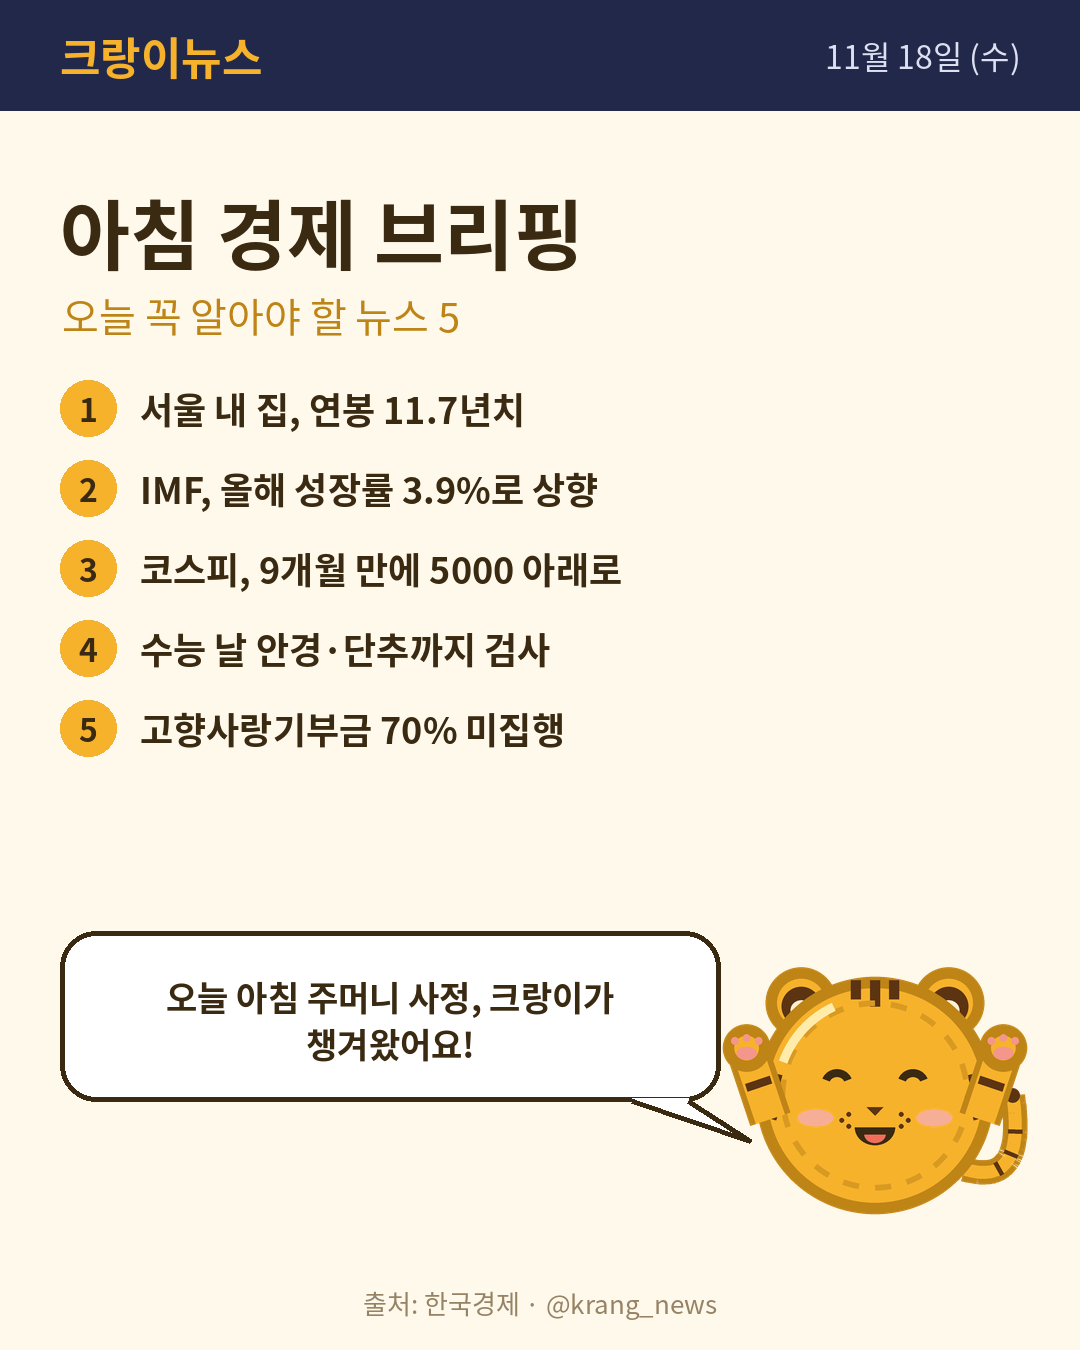 크랑이뉴스
11월 18일 (수)
아침 경제 브리핑
오늘 꼭 알아야 할 뉴스 5
1 서울 내 집, 연봉 11.7년치
2 IMF, 올해 성장률 3.9%로 상향
3 코스피, 9개월 만에 5000 아래로
4 수능 날 안경·단추까지 검사
5 고향사랑기부금 70% 미집행
오늘 아침 주머니 사정, 크랑이가
챙겨왔어요!
출처: 한국경제 · @krang_news